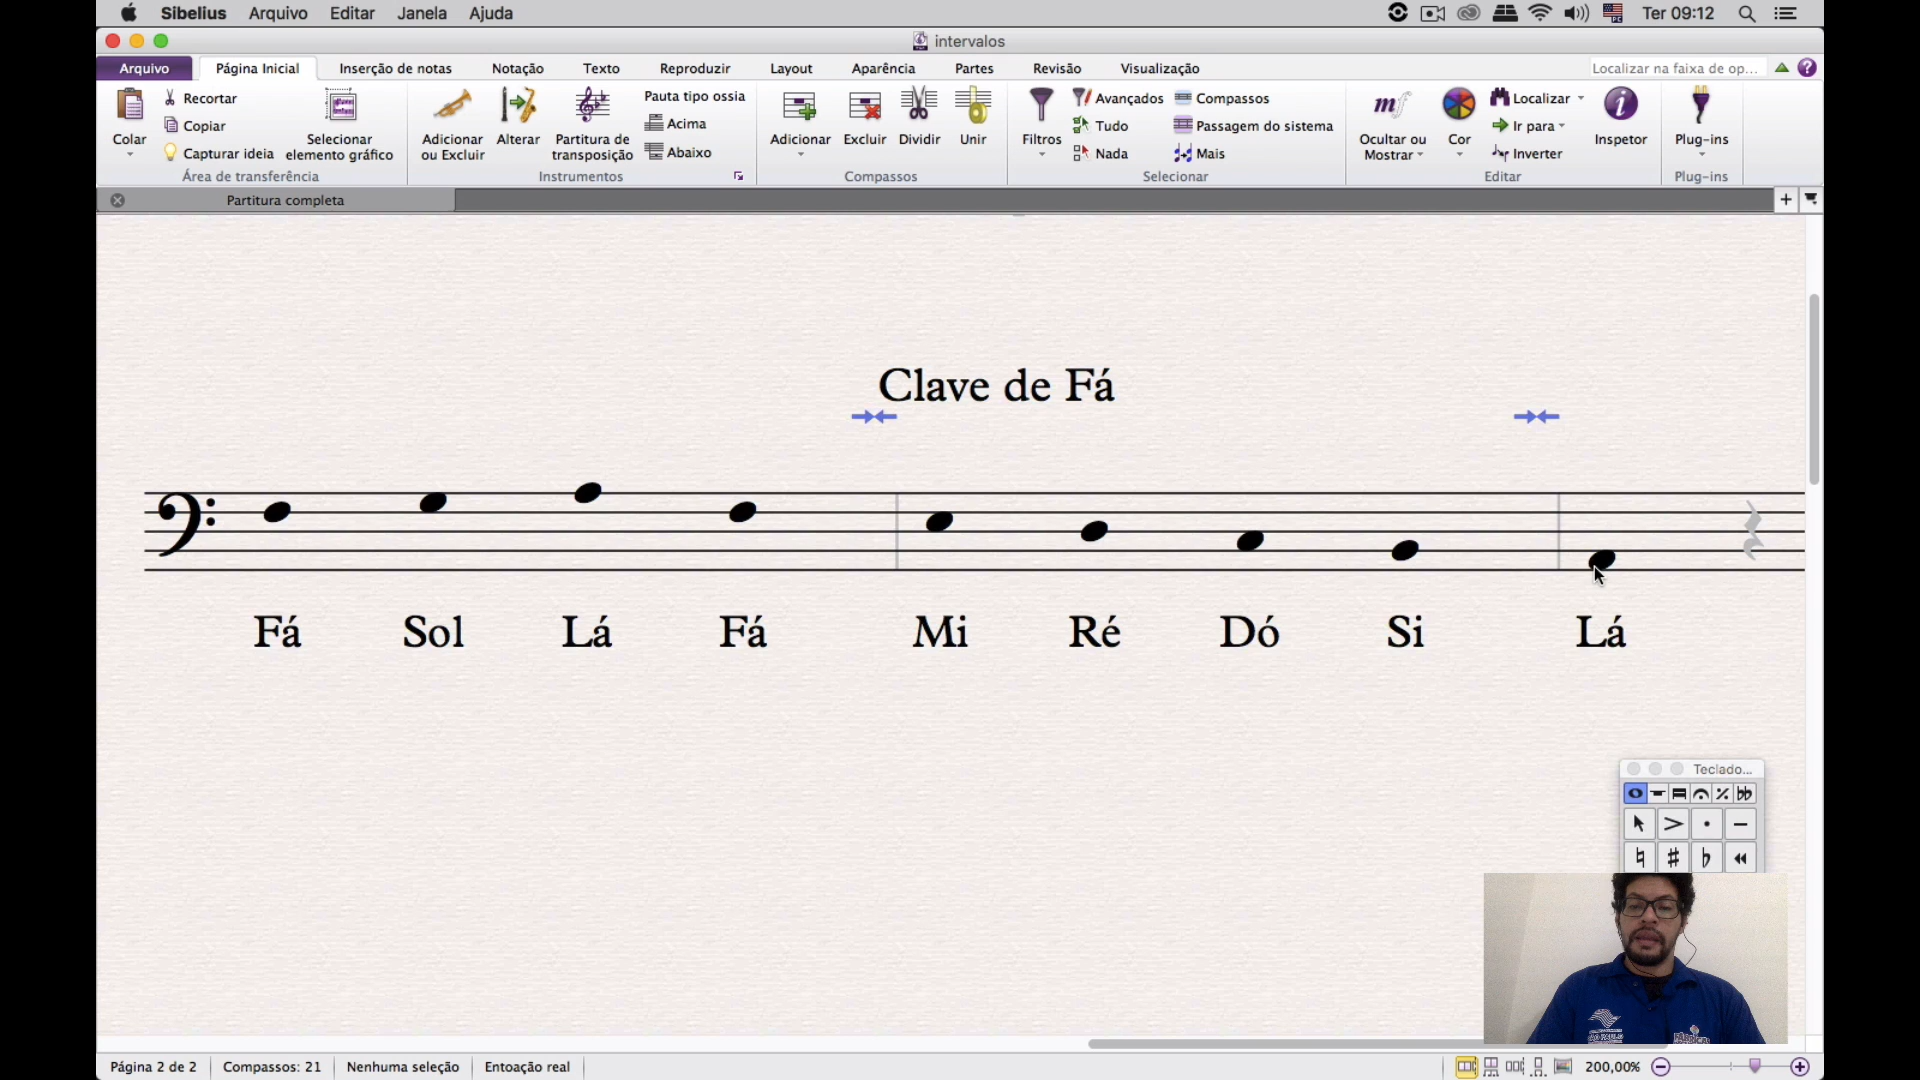 Sibelius Arquivo Editar Janela Ajuda Ter 09:12
intervalos
Arquivo Página Inicial Inserção de notas Notação Texto Reproduzir Layout Aparência Partes Revisão Visualização Localizar na faixa de op...
Colar
Recortar
Copiar
Capturar ideia
Selecionar
elemento gráfico
Área de transferência
Adicionar
ou Excluir
Alterar
Partitura de
transposição
Pauta tipo ossia
Acima
Abaixo
Instrumentos
Adicionar
Excluir
Dividir
Unir
Compassos
Filtros
Avançados
Tudo
Nada
Compassos
Passagem do sistema
Mais
Selecionar
Ocultar ou
Mostrar
Cor
Localizar
Ir para
Inverter
Inspetor
Editar
Plug-ins
Plug-ins
Partitura completa
Clave de Fá
Fá Sol Lá Fá Mi Ré Dó Si Lá
Teclado...
Página 2 de 2 Compassos: 21 Nenhuma seleção Entoação real 200,00%